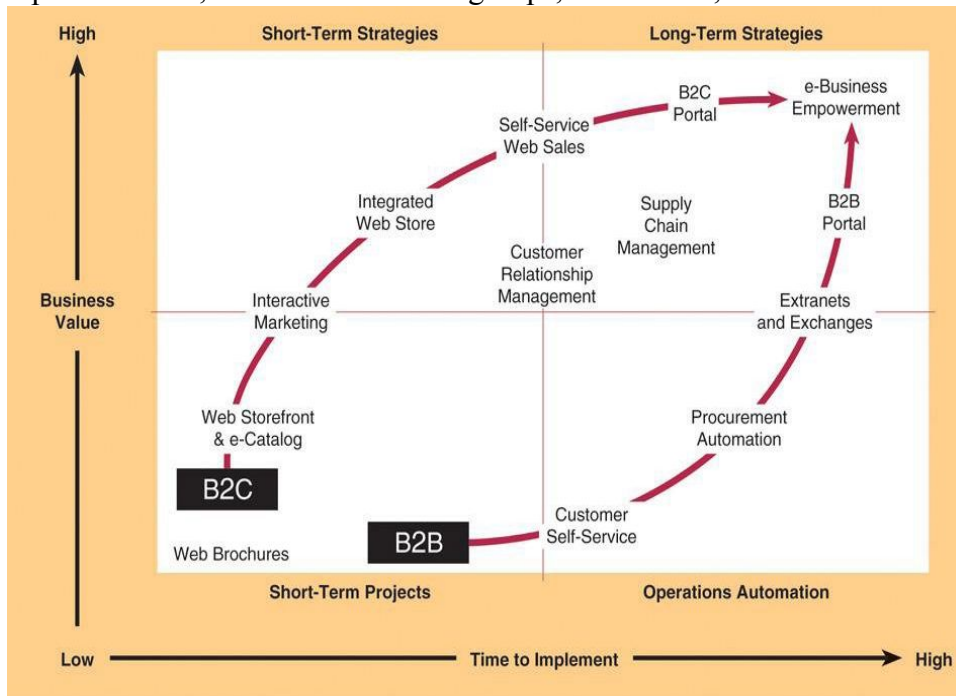 High
Short-Term Strategies
Long-Term Strategies
B2C
Portal
e-Business
Empowerment
Self-Service
Web Sales
Integrated
Web Store
Supply
Chain
Management
B2B
Portal
Customer
Relationship
Management
Business
Value
Interactive
Marketing
Extranets
and Exchanges
Web Storefront
& e-Catalog
Procurement
Automation
B2C
Customer
Self-Service
B2B
Web Brochures
Short-Term Projects
Operations Automation
Low
Time to Implement
High